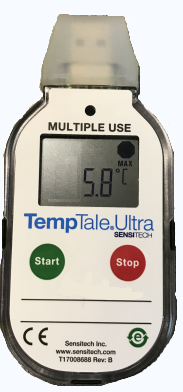 MULTIPLE USE
MAX
5.8°C
TempTale®Ultra
SENSITECH
Start
Stop
CE
e
Sensitech Inc.
www.sensitech.com
T17008688 Rev: B